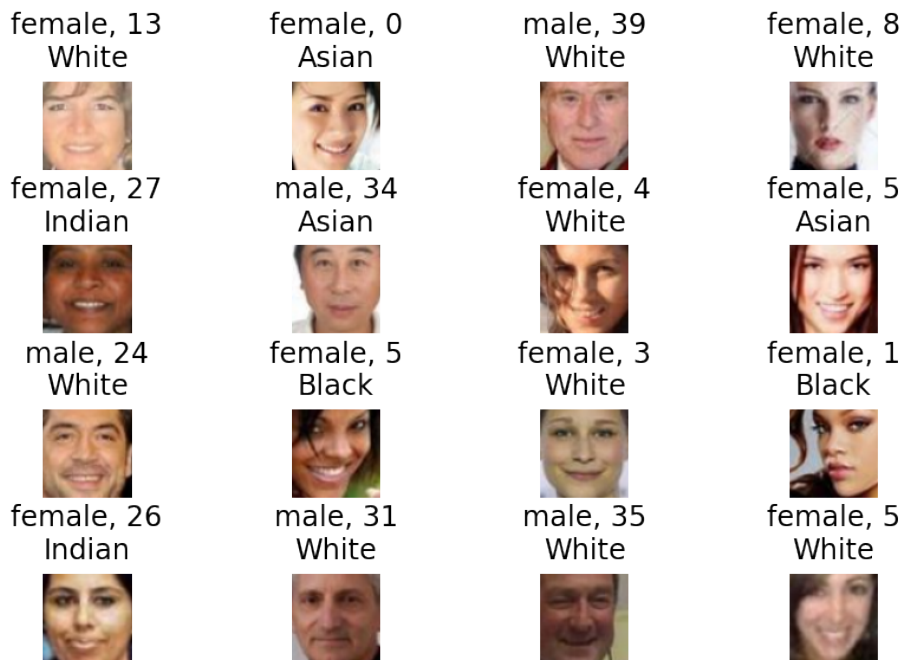 female, 13
White
female, 0
Asian
male, 39
White
female, 8
White
female, 27
Indian
male, 34
Asian
female, 4
White
female, 5
Asian
male, 24
White
female, 5
Black
female, 3
White
female, 1
Black
female, 26
Indian
male, 31
White
male, 35
White
female, 5
White